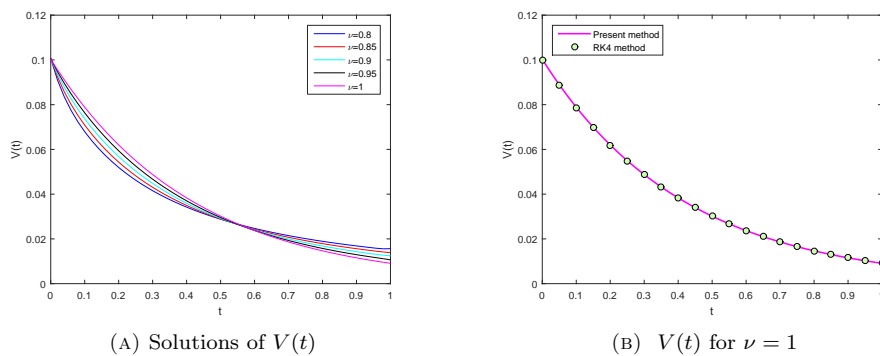 0.12
0.1
0.08
0.06
0.04
0.02
0
V(t)
0 0.1 0.2 0.3 0.4 0.5 0.6 0.7 0.8 0.9 1
t
ν=0.8
ν=0.85
ν=0.9
ν=0.95
ν=1
(A) Solutions of V(t)
0.12
0.1
0.08
0.06
0.04
0.02
0
V(t)
0 0.1 0.2 0.3 0.4 0.5 0.6 0.7 0.8 0.9 1
t
Present method
RK4 method
(B) V(t) for ν = 1